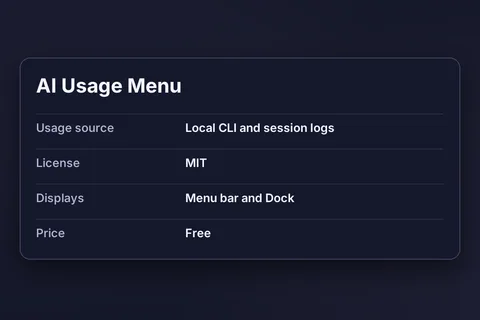 AI Usage Menu
Usage source Local CLI and session logs
License MIT
Displays Menu bar and Dock
Price Free